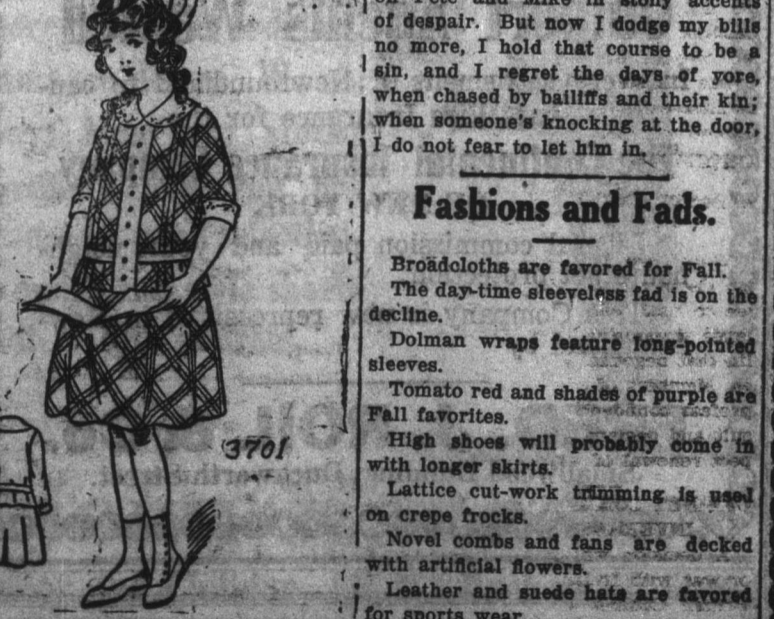 of despair. But now I dodge my bills
no more, I hold that course to be a
sin, and I regret the days of yore,
when chased by bailiffs and their kin;
when someone's knocking at the door,
I do not fear to let him in.
Fashions and Fads.
Broadcloths are favored for Fall.
The day-time sleeveless fad is on the
decline.
Dolman wraps feature long-pointed
sleeves.
Tomato red and shades of purple are
Fall favorites.
High shoes will probably come in
with longer skirts.
Lattice cut-work trimming is used
on crepe frocks.
Novel combs and fans are decked
with artificial flowers.
Leather and suede hats are favored
for sports wear.
3701